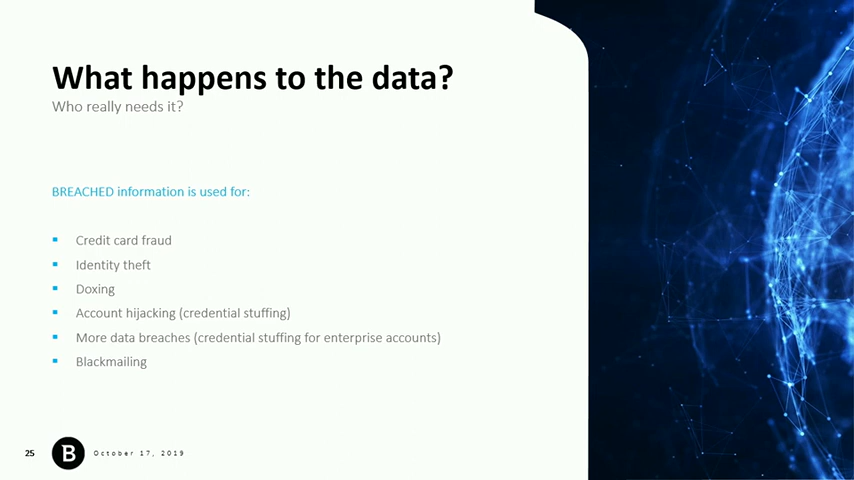 What happens to the data?
Who really needs it?
BREACHED information is used for:
Credit card fraud
Identity theft
Doxing
Account hijacking (credential stuffing)
More data breaches (credential stuffing for enterprise accounts)
Blackmailing
25 B October 17, 2019